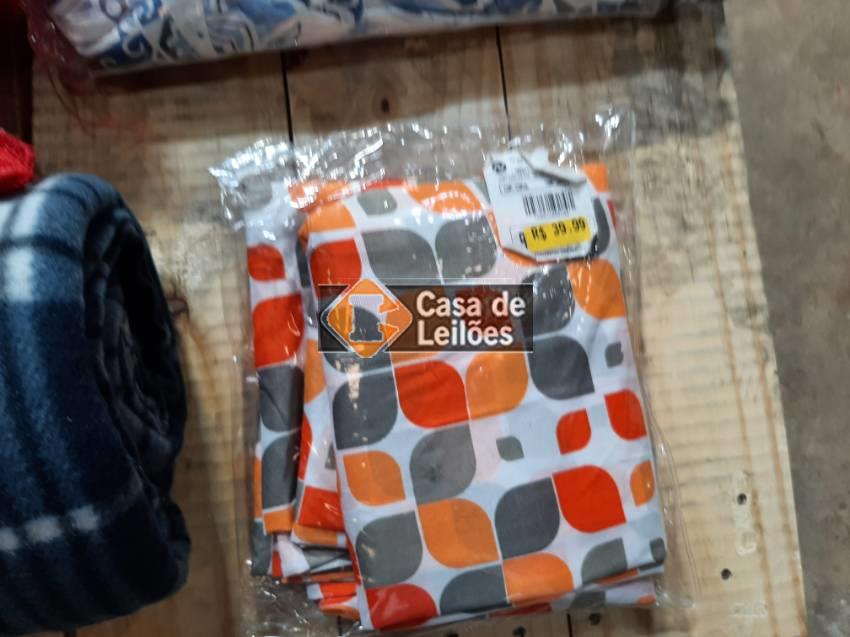 R$ 39.99
Casa de
Leilões